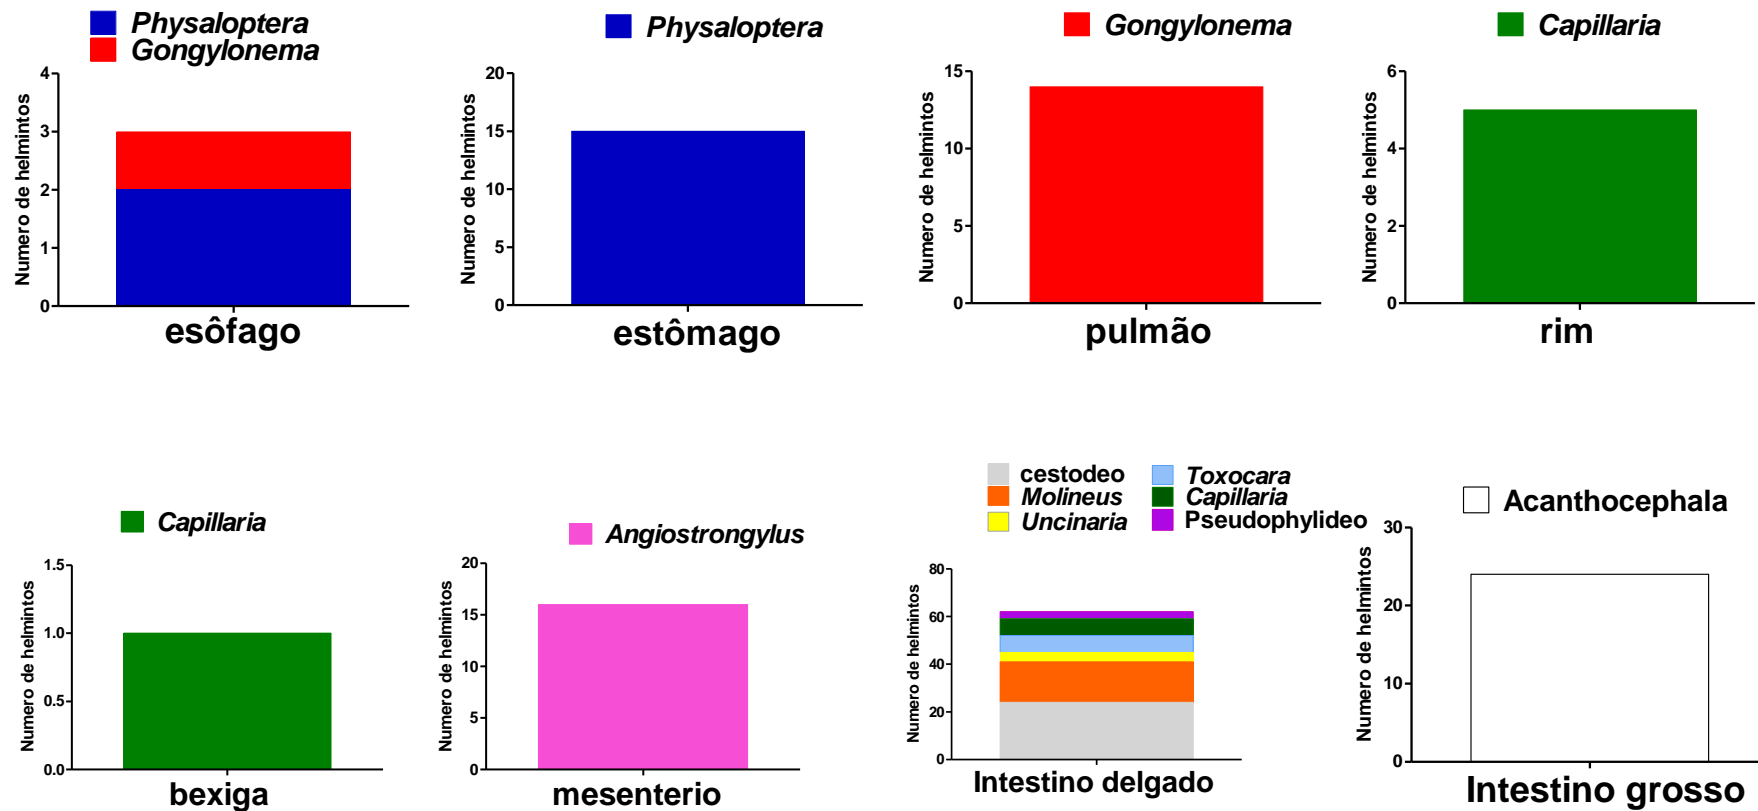 Physaloptera
Gongylonema
Numero de helmintos
4
3
2
1
0
esôfago
Physaloptera
Numero de helmintos
20
15
10
5
0
estômago
Gongylonema
Numero de helmintos
15
10
5
0
pulmão
Capillaria
Numero de helmintos
6
4
2
0
rim
Capillaria
Numero de helmintos
1.5
1.0
0.5
0.0
bexiga
Angiostrongylus
Numero de helmintos
20
15
10
5
0
mesenterio
cestodeo Toxocara
Molineus Capillaria
Uncinaria Pseudophylideo
Numero de helmintos
80
60
40
20
0
Intestino delgado
Acanthocephala
Numero de helmintos
30
20
10
0
Intestino grosso